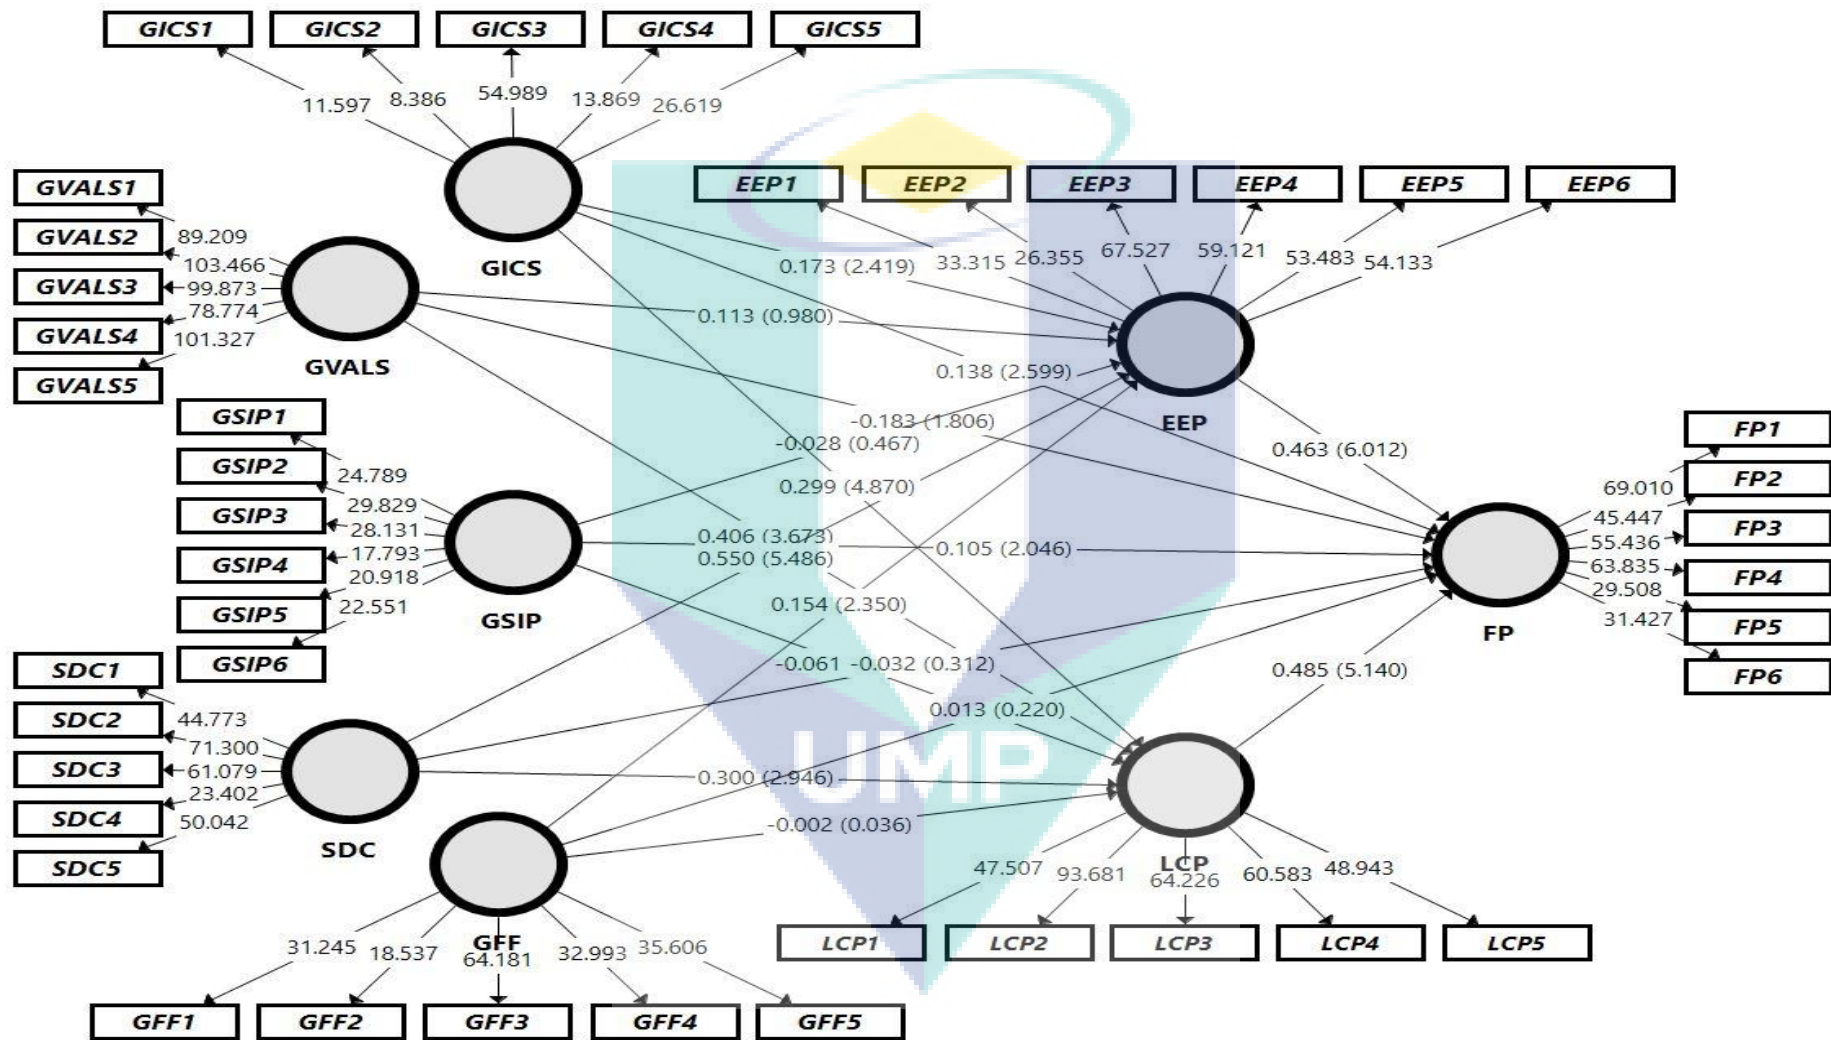 GICS1 GICS2 GICS3 GICS4 GICS5
11.597 8.386 54.989 13.869 26.619
GICS
GVALS1
GVALS2
GVALS3
GVALS4
GVALS5
89.209
103.466
99.873
78.774
101.327
GVALS
EEP1 EEP2 EEP3 EEP4 EEP5 EEP6
33.315 26.355 67.527 59.121 53.483 54.133
EEP
0.173 (2.419)
0.113 (0.980)
0.138 (2.599)
-0.183 (1.806)
-0.028 (0.467)
0.299 (4.870)
0.406 (3.673)
0.550 (5.486)
0.105 (2.046)
0.154 (2.350)
-0.061 -0.032 (0.312)
0.013 (0.220)
0.300 (2.946)
-0.002 (0.036)
0.463 (6.012)
0.485 (5.140)
GSIP1
GSIP2
GSIP3
GSIP4
GSIP5
GSIP6
24.789
29.829
28.131
17.793
20.918
22.551
GSIP
FP1
FP2
FP3
FP4
FP5
FP6
69.010
45.447
55.436
63.835
29.508
31.427
FP
SDC1
SDC2
SDC3
SDC4
SDC5
44.773
71.300
61.079
23.402
50.042
SDC
UMP
LCP
47.507 93.681 64.226 60.583 48.943
LCP1 LCP2 LCP3 LCP4 LCP5
GFF
31.245 18.537 64.181 32.993 35.606
GFF1 GFF2 GFF3 GFF4 GFF5